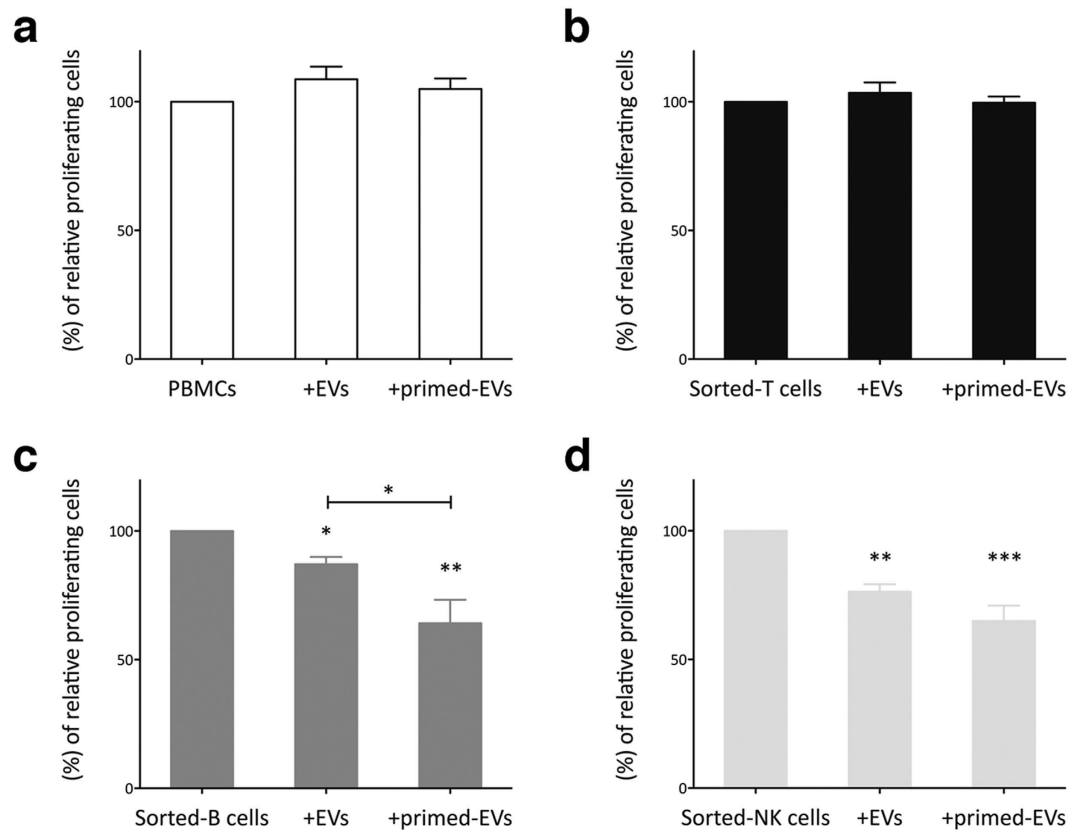 a
(%) of relative proliferating cells
100
50
0
PBMCs +EVs +primed-EVs
b
(%) of relative proliferating cells
100
50
0
Sorted-T cells +EVs +primed-EVs
c
(%) of relative proliferating cells
*
*
**
100
50
0
Sorted-B cells +EVs +primed-EVs
d
(%) of relative proliferating cells
** ***
100
50
0
Sorted-NK cells +EVs +primed-EVs